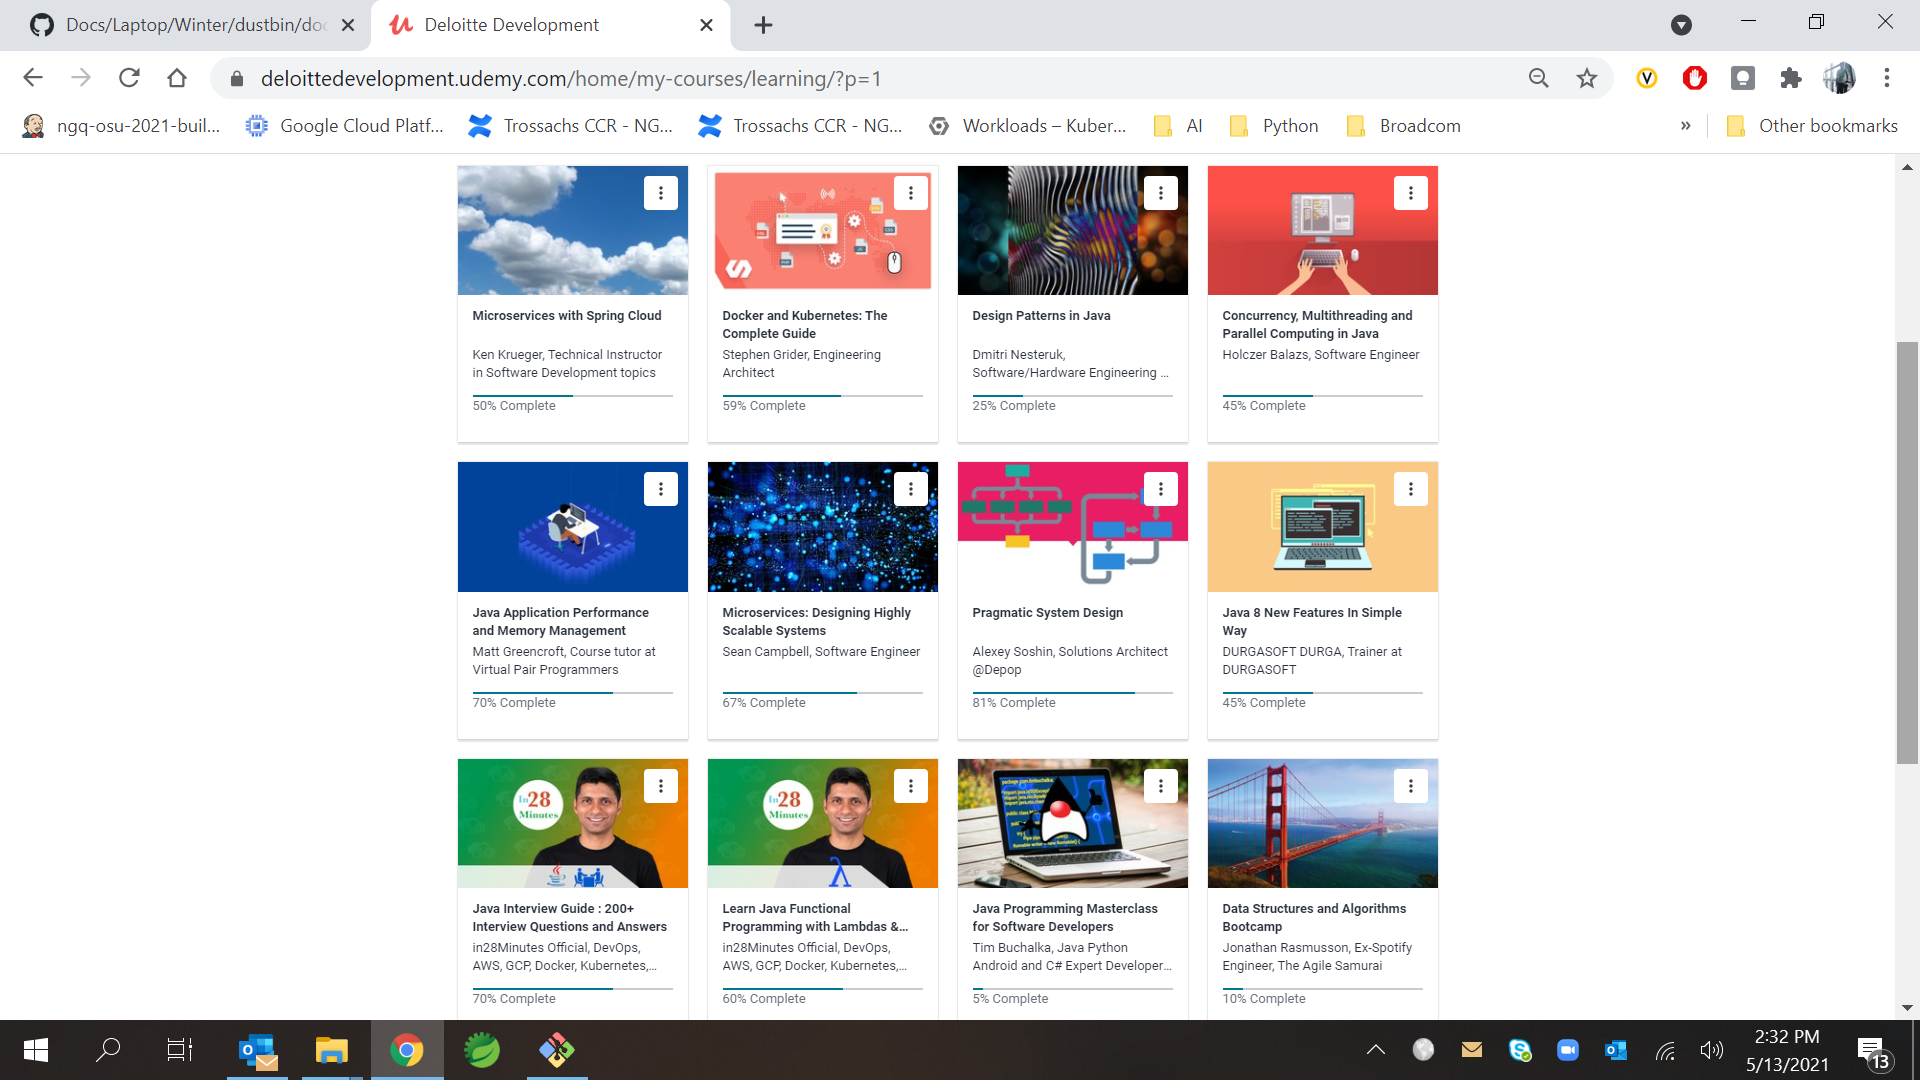 Docs/Laptop/Winter/dustbin/doc
Deloitte Development
deloittedevelopment.udemy.com/home/my-courses/learning/?p=1
ngq-osu-2021-buil...
Google Cloud Platf...
Trossachs CCR - NG...
Trossachs CCR - NG...
Workloads – Kuber...
AI
Python
Broadcom
»
Other bookmarks
Microservices with Spring Cloud
Ken Krueger, Technical Instructor
in Software Development topics
50% Complete
Docker and Kubernetes: The
Complete Guide
Stephen Grider, Engineering
Architect
59% Complete
Design Patterns in Java
Dmitri Nesteruk,
Software/Hardware Engineering ...
25% Complete
Concurrency, Multithreading and
Parallel Computing in Java
Holczer Balazs, Software Engineer
45% Complete
Java Application Performance
and Memory Management
Matt Greencroft, Course tutor at
Virtual Pair Programmers
70% Complete
Microservices: Designing Highly
Scalable Systems
Sean Campbell, Software Engineer
67% Complete
Pragmatic System Design
Alexey Soshin, Solutions Architect
@Depop
81% Complete
Java 8 New Features In Simple
Way
DURGASOFT DURGA, Trainer at
DURGASOFT
45% Complete
in28
Minutes
Java Interview Guide : 200+
Interview Questions and Answers
in28Minutes Official, DevOps,
AWS, GCP, Docker, Kubernetes,...
70% Complete
in28
Minutes
Learn Java Functional
Programming with Lambdas &...
in28Minutes Official, DevOps,
AWS, GCP, Docker, Kubernetes,...
60% Complete
Java Programming Masterclass
for Software Developers
Tim Buchalka, Java Python
Android and C# Expert Developer...
5% Complete
Data Structures and Algorithms
Bootcamp
Jonathan Rasmusson, Ex-Spotify
Engineer, The Agile Samurai
10% Complete
2:32 PM
5/13/2021
13